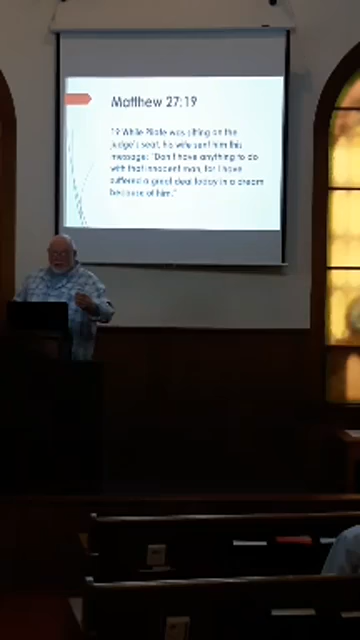 Matthew 27:19
19 While Pilate was sitting on the
judge's seat, his wife sent him this
message: "Don't have anything to do
with that innocent man, for I have
suffered a great deal today in a dream
because of him."